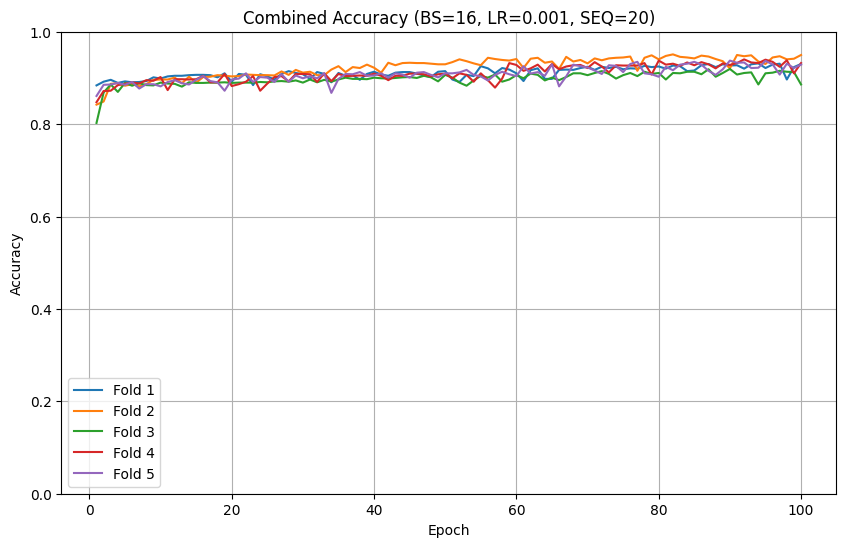 Combined Accuracy (BS=16, LR=0.001, SEQ=20)
Accuracy
1.0
0.8
0.6
0.4
0.2
0.0
Fold 1
Fold 2
Fold 3
Fold 4
Fold 5
0 20 40 60 80 100
Epoch